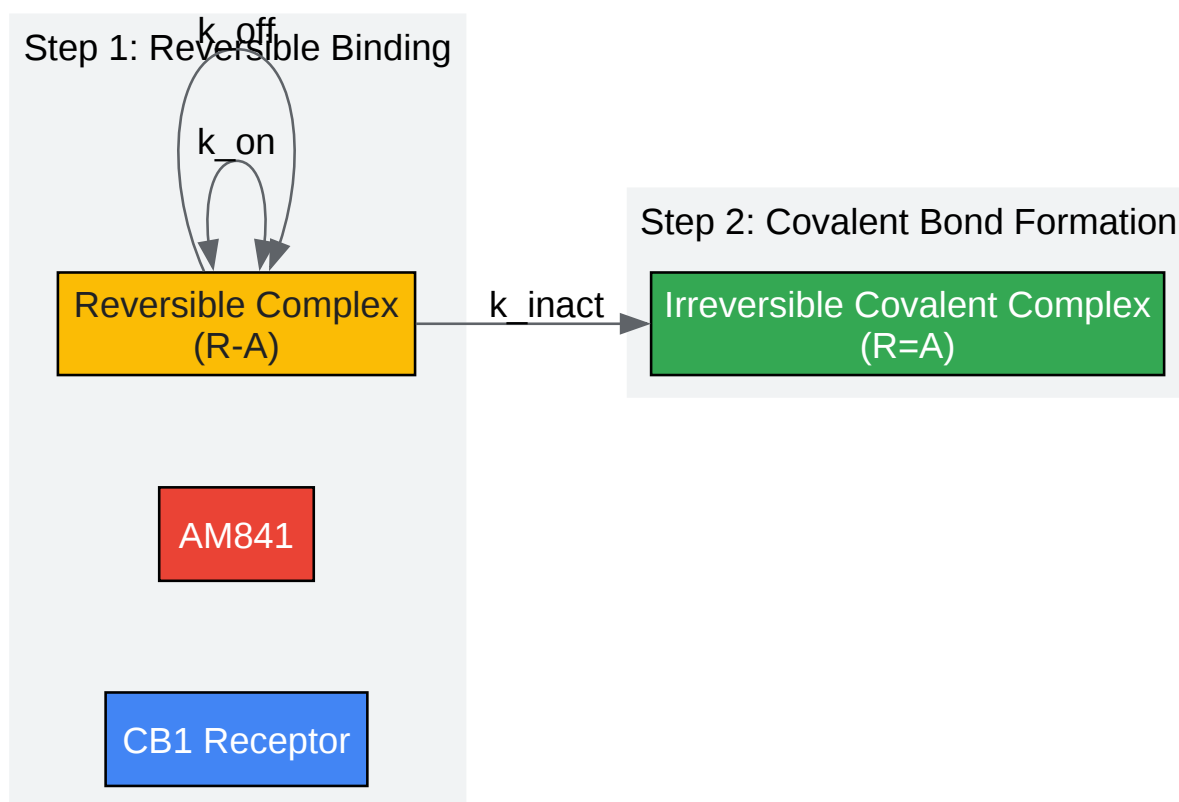 k_off
Step 1: Reversible Binding
k_on
Reversible Complex
(R-A)
AM841
CB1 Receptor
Step 2: Covalent Bond Formation
k_inact
Irreversible Covalent Complex
(R=A)